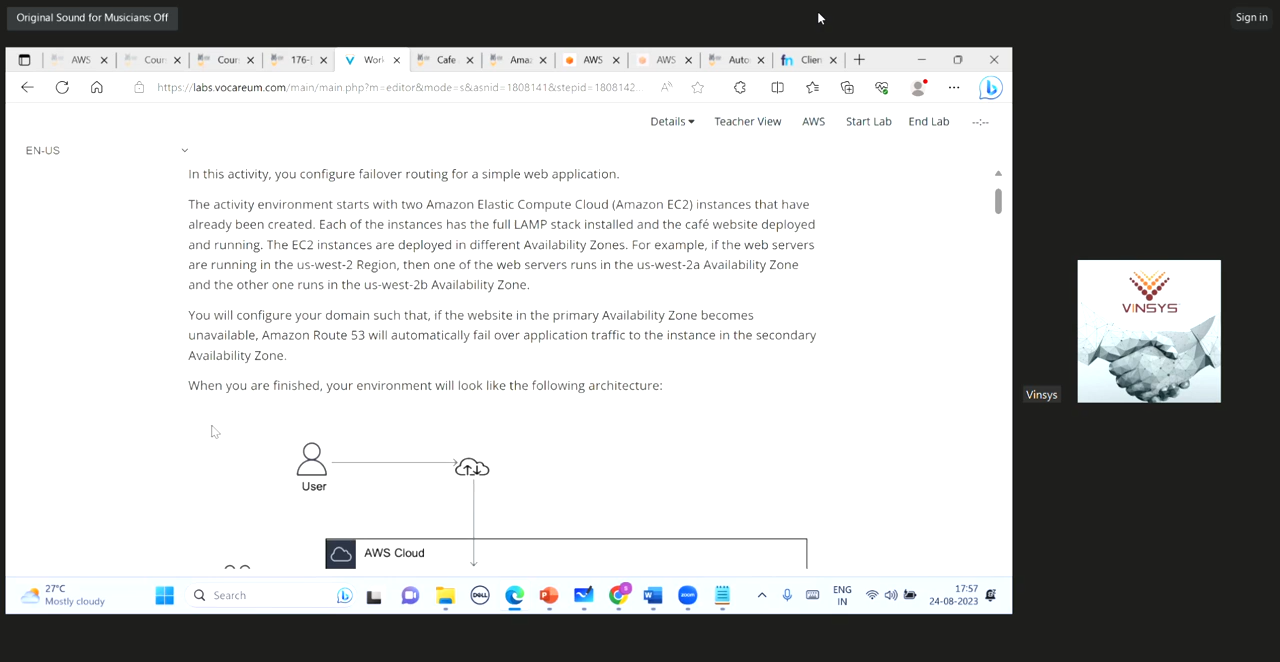 Original Sound for Musicians: Off
Sign in
AWS
Cour
Cour
176-
Worl
Cafe
Ama
AWS
AWS
Auto
Clien
https://labs.vocareum.com/main/main.php?m=editor&mode=s&asnid=1808141&stepid=1808142...
Details
Teacher View
AWS
Start Lab
End Lab
--:--
EN-US
In this activity, you configure failover routing for a simple web application.
The activity environment starts with two Amazon Elastic Compute Cloud (Amazon EC2) instances that have
already been created. Each of the instances has the full LAMP stack installed and the café website deployed
and running. The EC2 instances are deployed in different Availability Zones. For example, if the web servers
are running in the us-west-2 Region, then one of the web servers runs in the us-west-2a Availability Zone
and the other one runs in the us-west-2b Availability Zone.
You will configure your domain such that, if the website in the primary Availability Zone becomes
unavailable, Amazon Route 53 will automatically fail over application traffic to the instance in the secondary
Availability Zone.
When you are finished, your environment will look like the following architecture:
User
AWS Cloud
VINSYS
Vinsys
27°C
Mostly cloudy
Search
DELL
zoom
ENG
IN
17:57
24-08-2023